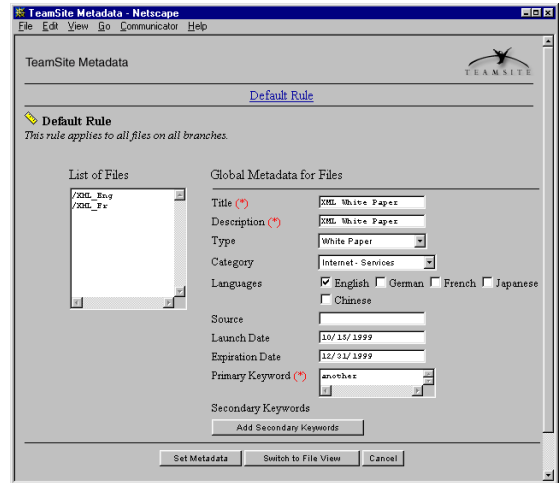 TeamSite Metadata - Netscape
File Edit View Go Communicator Help
TeamSite Metadata
TEAMSITE
Default Rule
Default Rule
This rule applies to all files on all branches.
List of Files
/XML_Eng
/XML_Fr
Global Metadata for Files
Title (*) XML White Paper
Description (*) XML White Paper
Type White Paper
Category Internet - Services
Languages English German French Japanese
Chinese
Source
Launch Date 10/15/1999
Expiration Date 12/31/1999
Primary Keyword (*) another
Secondary Keywords
Add Secondary Keywords
Set Metadata Switch to File View Cancel